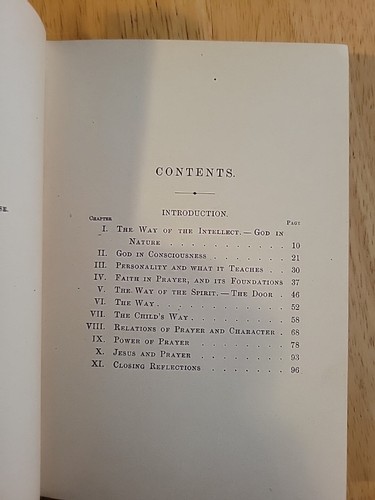 SE.
CONTENTS.
INTRODUCTION.
Chapter Page
I. The Way of the Intellect.—God in
Nature . . . . . . . . . . . 10
II. God in Consciousness . . . . . . . 21
III. Personality and what it Teaches . . . 30
IV. Faith in Prayer, and its Foundations 37
V. The Way of the Spirit.—The Door . 46
VI. The Way . . . . . . . . . . . . 52
VII. The Child's Way . . . . . . . . . 58
VIII. Relations of Prayer and Character . 68
IX. Power of Prayer . . . . . . . . 78
X. Jesus and Prayer . . . . . . . . 93
XI. Closing Reflections . . . . . . . 96